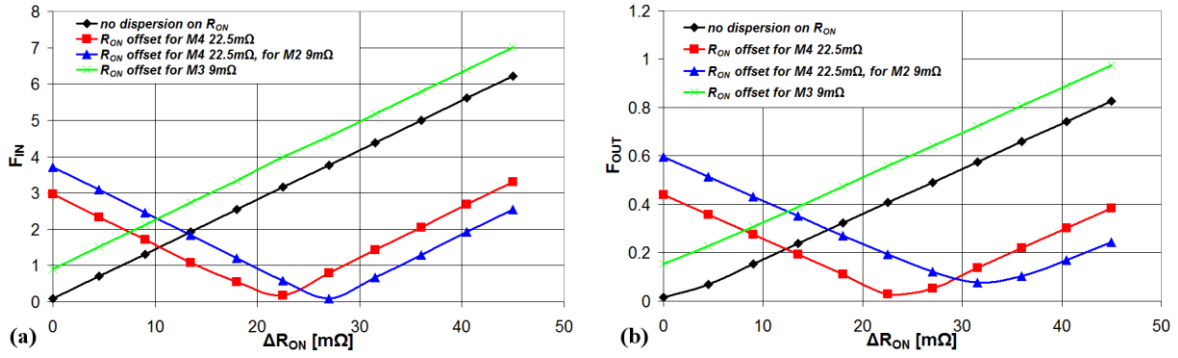 no dispersion on RON
RON offset for M4 22.5mΩ
RON offset for M4 22.5mΩ, for M2 9mΩ
RON offset for M3 9mΩ
8
7
6
5
4
3
2
1
0
FIN
0
10
20
30
40
50
ΔRON [mΩ]
(a)
no dispersion on RON
RON offset for M4 22.5mΩ
RON offset for M4 22.5mΩ, for M2 9mΩ
RON offset for M3 9mΩ
1.2
1
0.8
0.6
0.4
0.2
0
FOUT
0
10
20
30
40
50
ΔRON [mΩ]
(b)